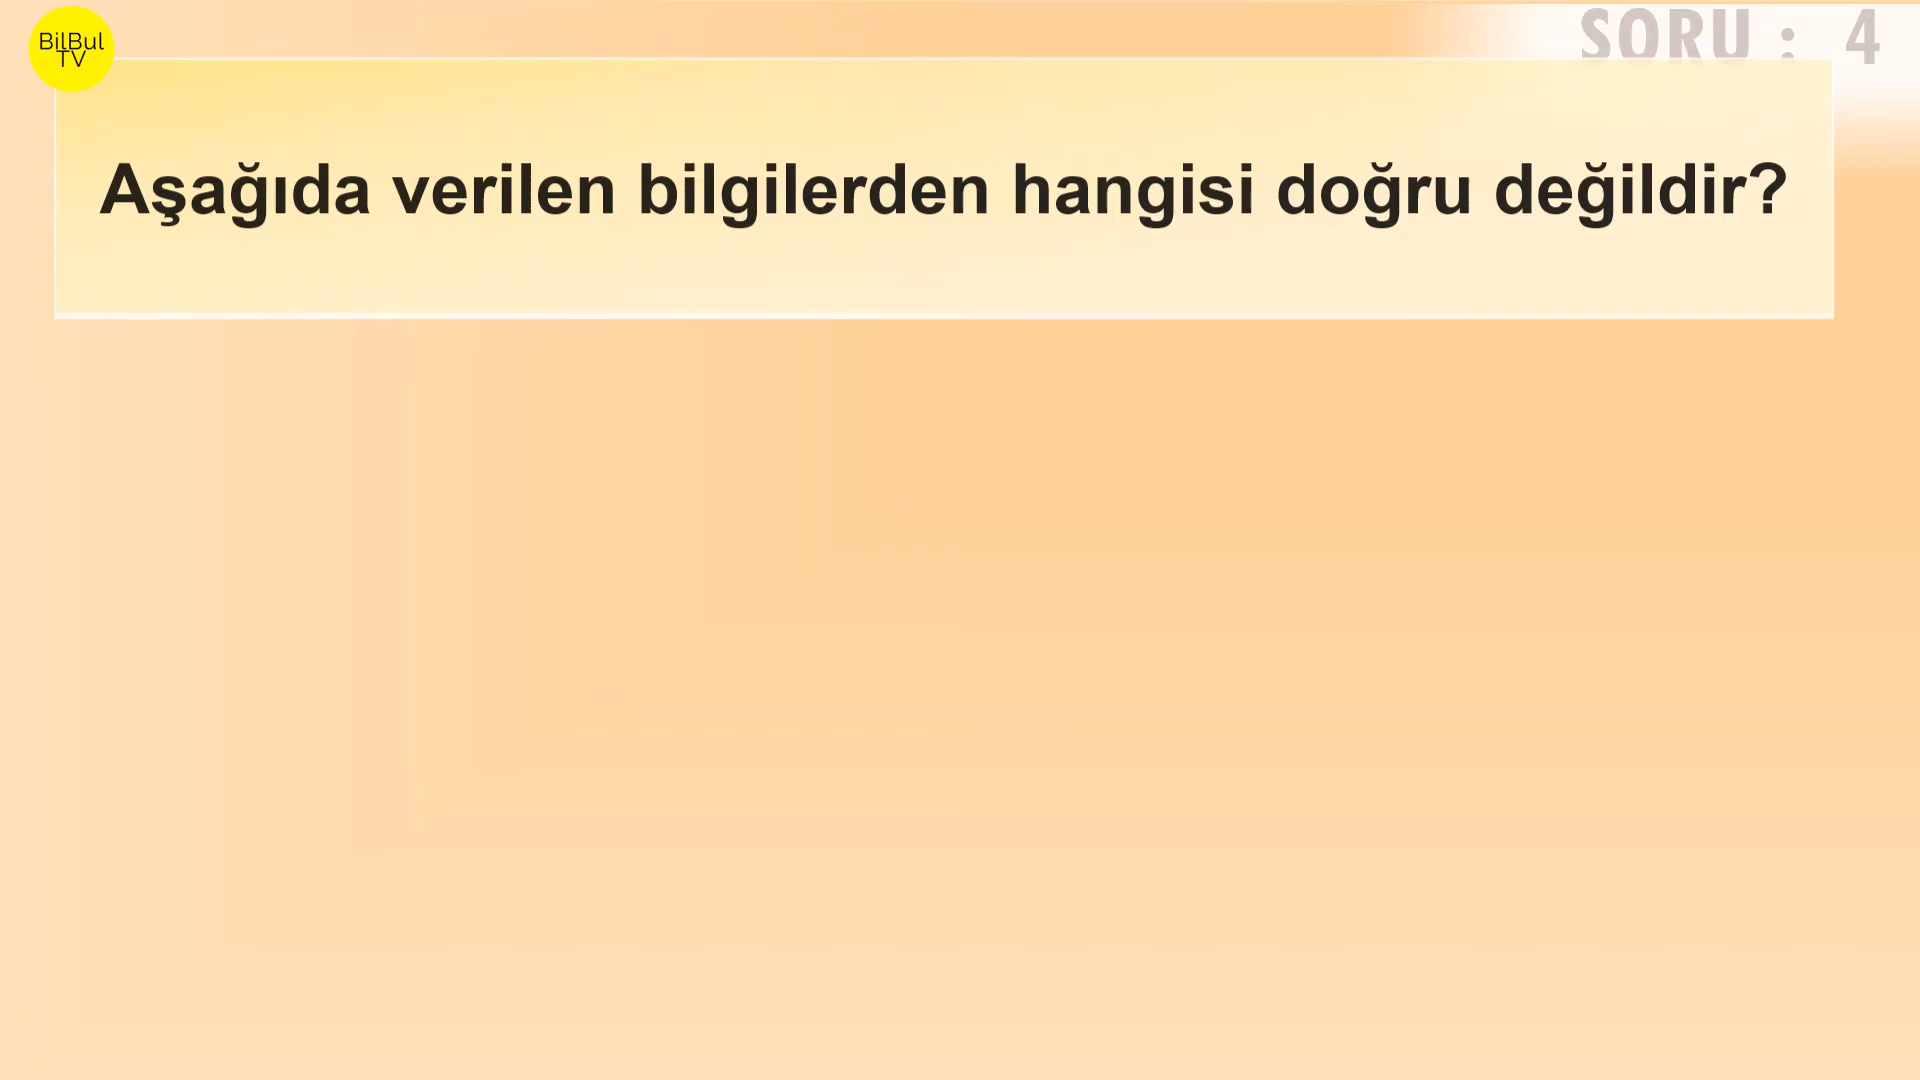 BilBul
TV
SORU : 4
Aşağıda verilen bilgilerden hangisi doğru değildir?